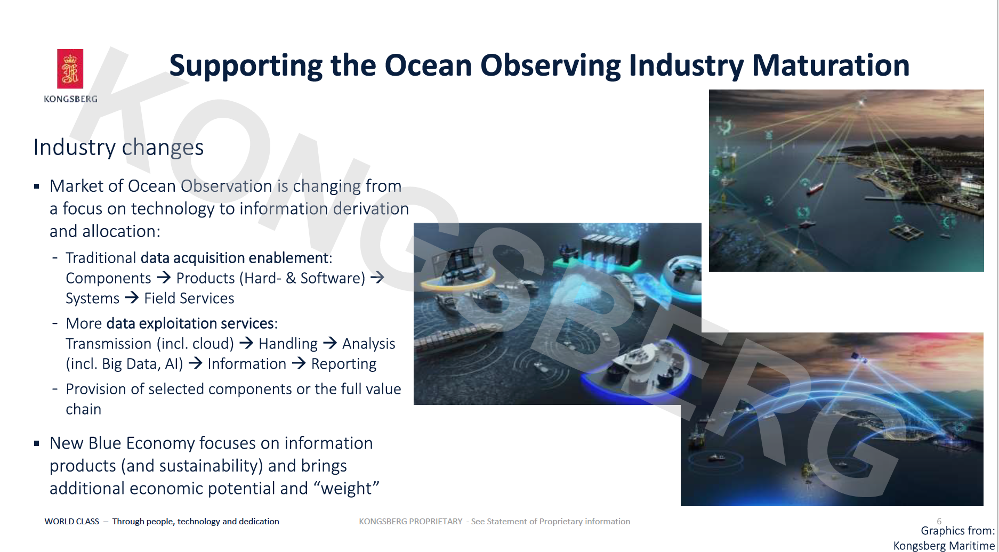 Supporting the Ocean Observing Industry Maturation
KONGSBERG
Industry changes
▪ Market of Ocean Observation is changing from
a focus on technology to information derivation
and allocation:
- Traditional data acquisition enablement:
Components → Products (Hard- & Software) →
Systems → Field Services
- More data exploitation services:
Transmission (incl. cloud) → Handling → Analysis
(incl. Big Data, AI) → Information → Reporting
- Provision of selected components or the full value
chain
▪ New Blue Economy focuses on information
products (and sustainability) and brings
additional economic potential and “weight”
KONGSBERG
WORLD CLASS – Through people, technology and dedication
KONGSBERG PROPRIETARY - See Statement of Proprietary information
6
Graphics from:
Kongsberg Maritime